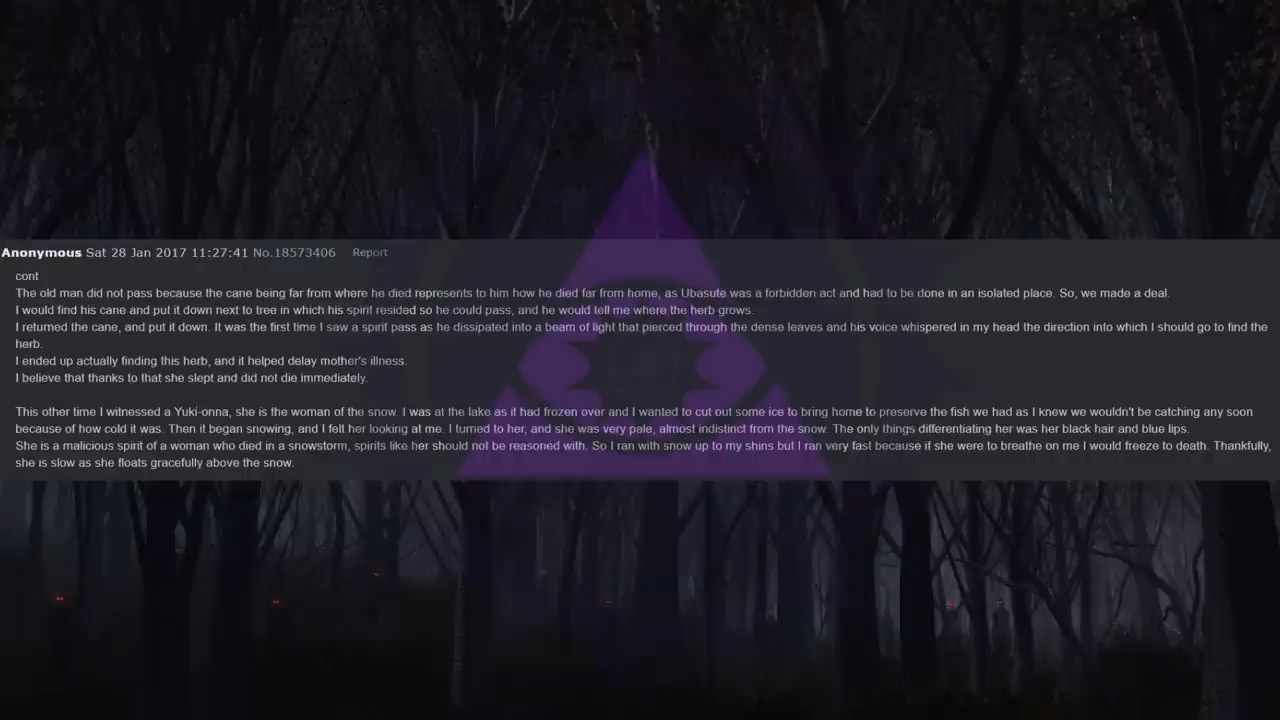 Anonymous Sat 28 Jan 2017 11:27:41 No.18573406 Report
cont
The old man did not pass because the cane being far from where he died represents to him how he died far from home, as Ubasute was a forbidden act and had to be done in an isolated place. So, we made a deal.
I would find his cane and put it down next to tree in which his spirit resided so he could pass, and he would tell me where the herb grows.
I returned the cane, and put it down. It was the first time I saw a spirit pass as he dissipated into a beam of light that pierced through the dense leaves and his voice whispered in my head the direction into which I should go to find the
herb.
I ended up actually finding this herb, and it helped delay mother's illness.
I believe that thanks to that she slept and did not die immediately.
This other time I witnessed a Yuki-onna, she is the woman of the snow. I was at the lake as it had frozen over and I wanted to cut out some ice to bring home to preserve the fish we had as I knew we wouldn't be catching any soon
because of how cold it was. Then it began snowing, and I felt her looking at me. I turned to her, and she was very pale, almost indistinct from the snow. The only things differentiating her was her black hair and blue lips.
She is a malicious spirit of a woman who died in a snowstorm, spirits like her should not be reasoned with. So I ran with snow up to my shins but I ran very fast because if she were to breathe on me I would freeze to death. Thankfully,
she is slow as she floats gracefully above the snow.